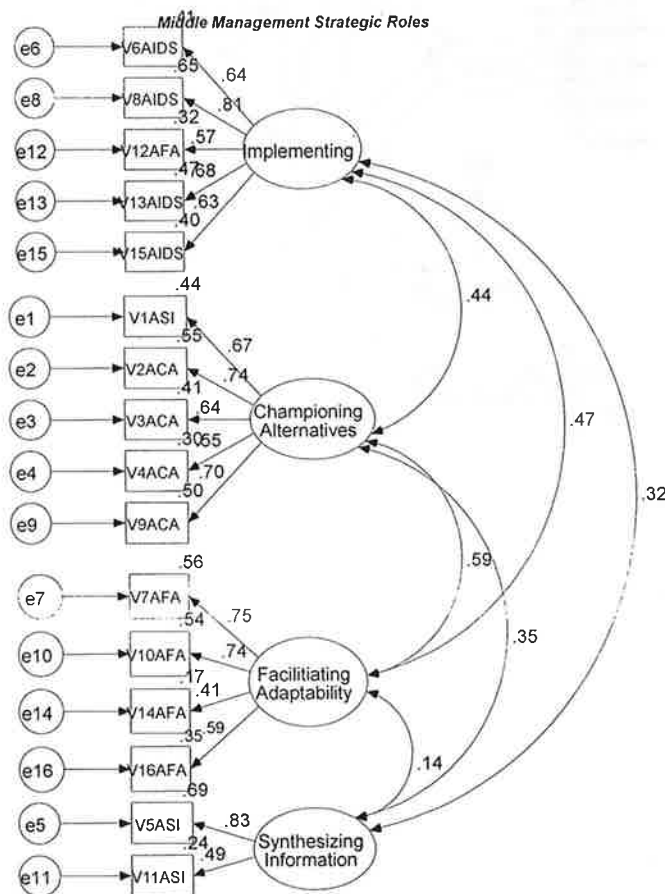 Middle Management Strategic Roles
.41
e6
V6AIDS
.65
.64
e8
V8AIDS
.32
.81
e12
V12AFA
.57
Implementing
.47
.68
e13
V13AIDS
.63
.40
e15
V15AIDS
.44
.44
e1
V1ASI
.55
.67
e2
V2ACA
.41
.74
e3
V3ACA
.64
Championing
Alternatives
.47
.30
.55
e4
V4ACA
.70
.50
.32
e9
V9ACA
.56
.59
e7
V7AFA
.54
.75
.35
e10
V10AFA
.74
Facilitiating
Adaptability
.17
.41
e14
V14AFA
.59
.35
e16
V16AFA
.14
.69
e5
V5ASI
.83
Synthesizing
Information
.24
.49
e11
V11ASI